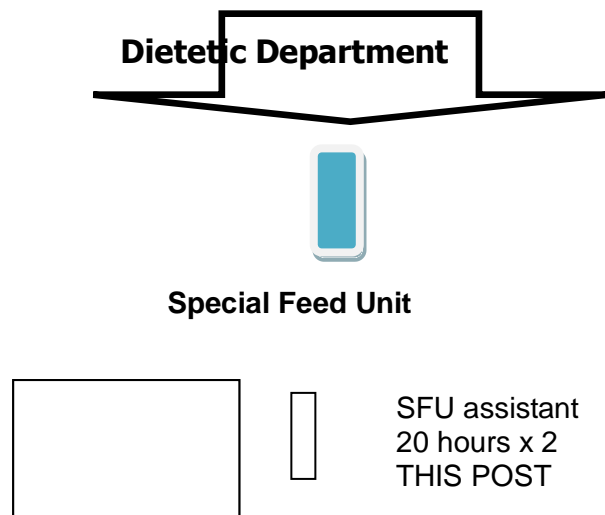 Dietetic Department
Special Feed Unit
SFU assistant
20 hours x 2
THIS POST